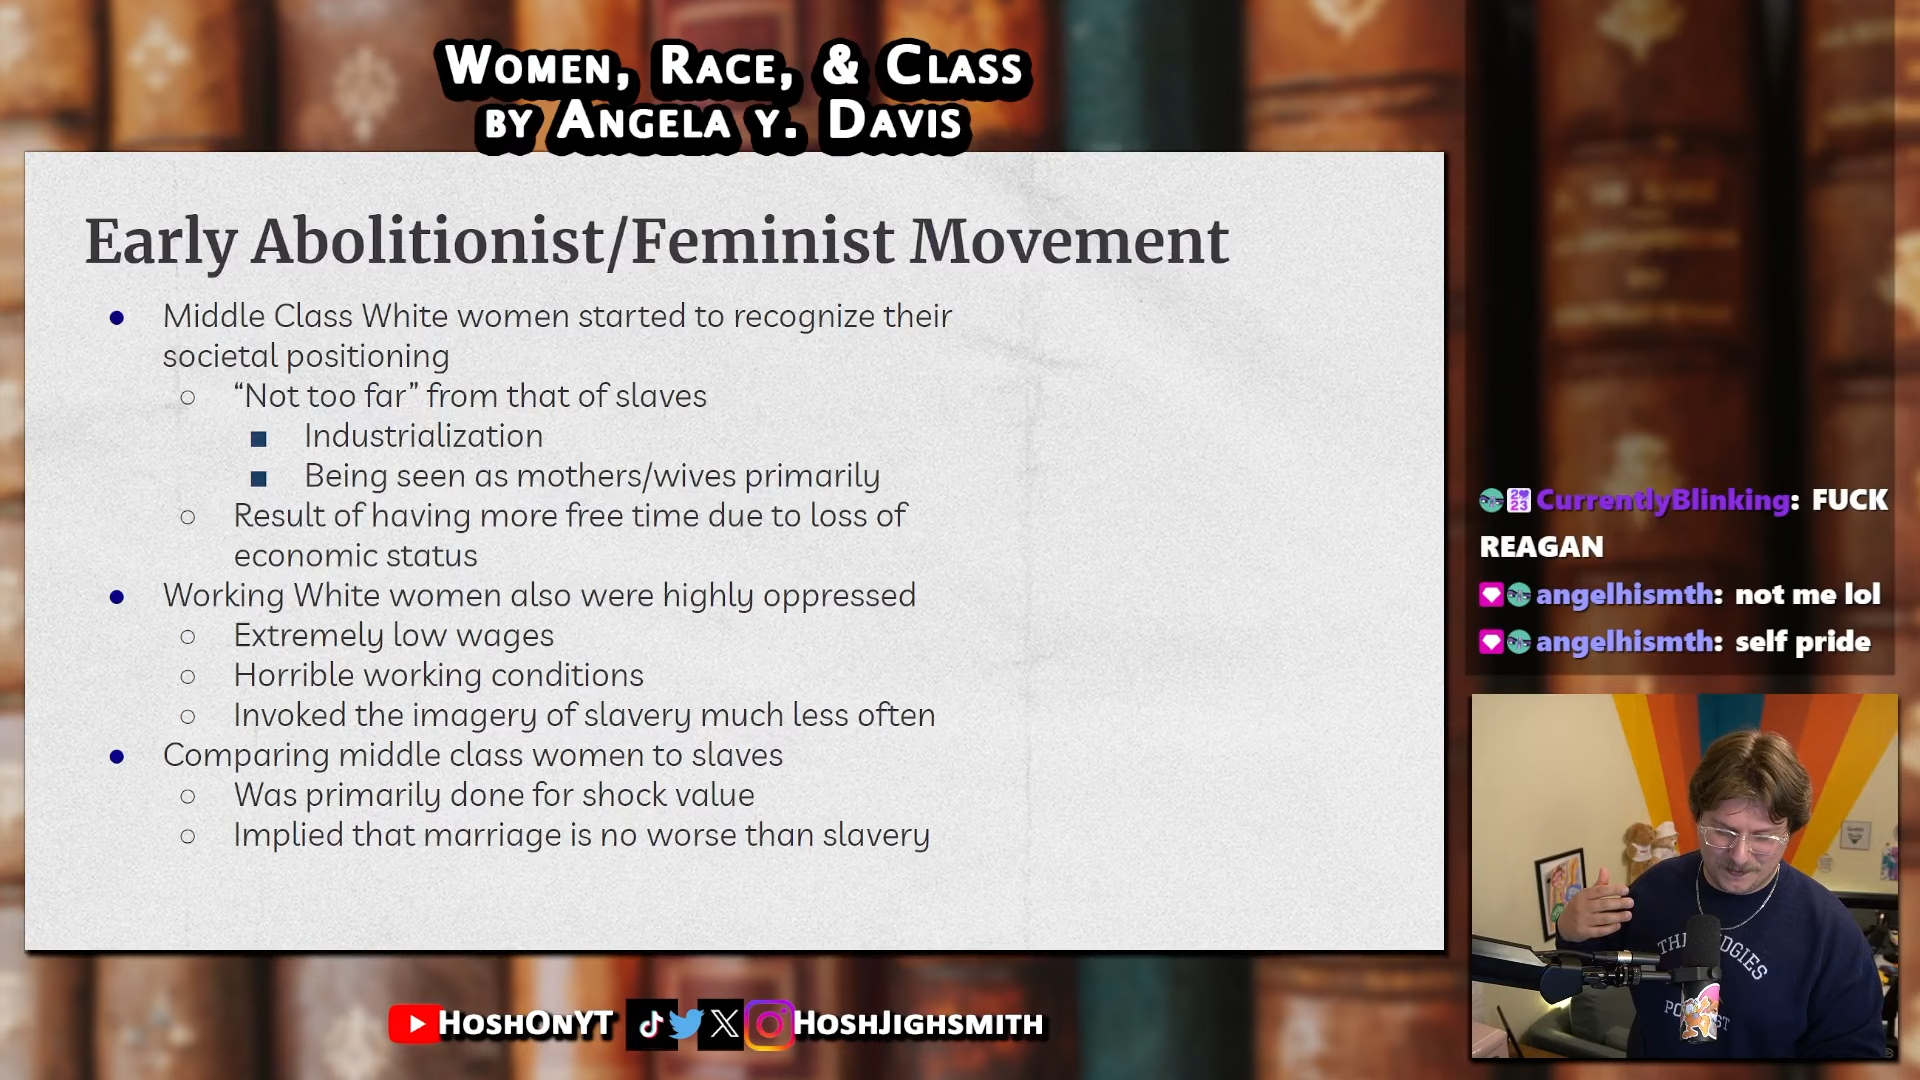 Women, Race, & Class
by Angela y. Davis
Early Abolitionist/Feminist Movement
● Middle Class White women started to recognize their
societal positioning
○ “Not too far” from that of slaves
■ Industrialization
■ Being seen as mothers/wives primarily
○ Result of having more free time due to loss of
economic status
● Working White women also were highly oppressed
○ Extremely low wages
○ Horrible working conditions
○ Invoked the imagery of slavery much less often
● Comparing middle class women to slaves
○ Was primarily done for shock value
○ Implied that marriage is no worse than slavery
CurrentlyBlinking: FUCK
REAGAN
angelhismth: not me lol
angelhismth: self pride
HoshOnYT HoshJighsmith